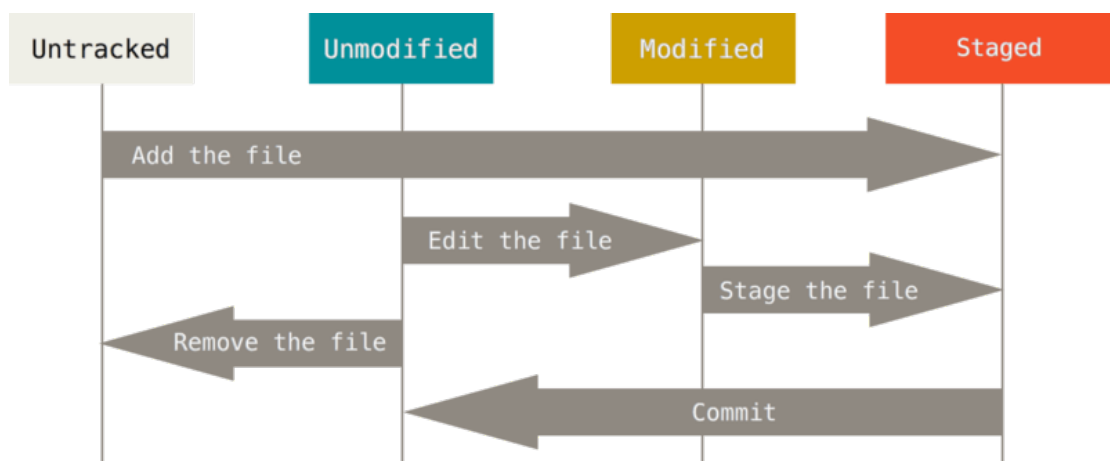 Untracked
Unmodified
Modified
Staged
Add the file
Edit the file
Stage the file
Remove the file
Commit